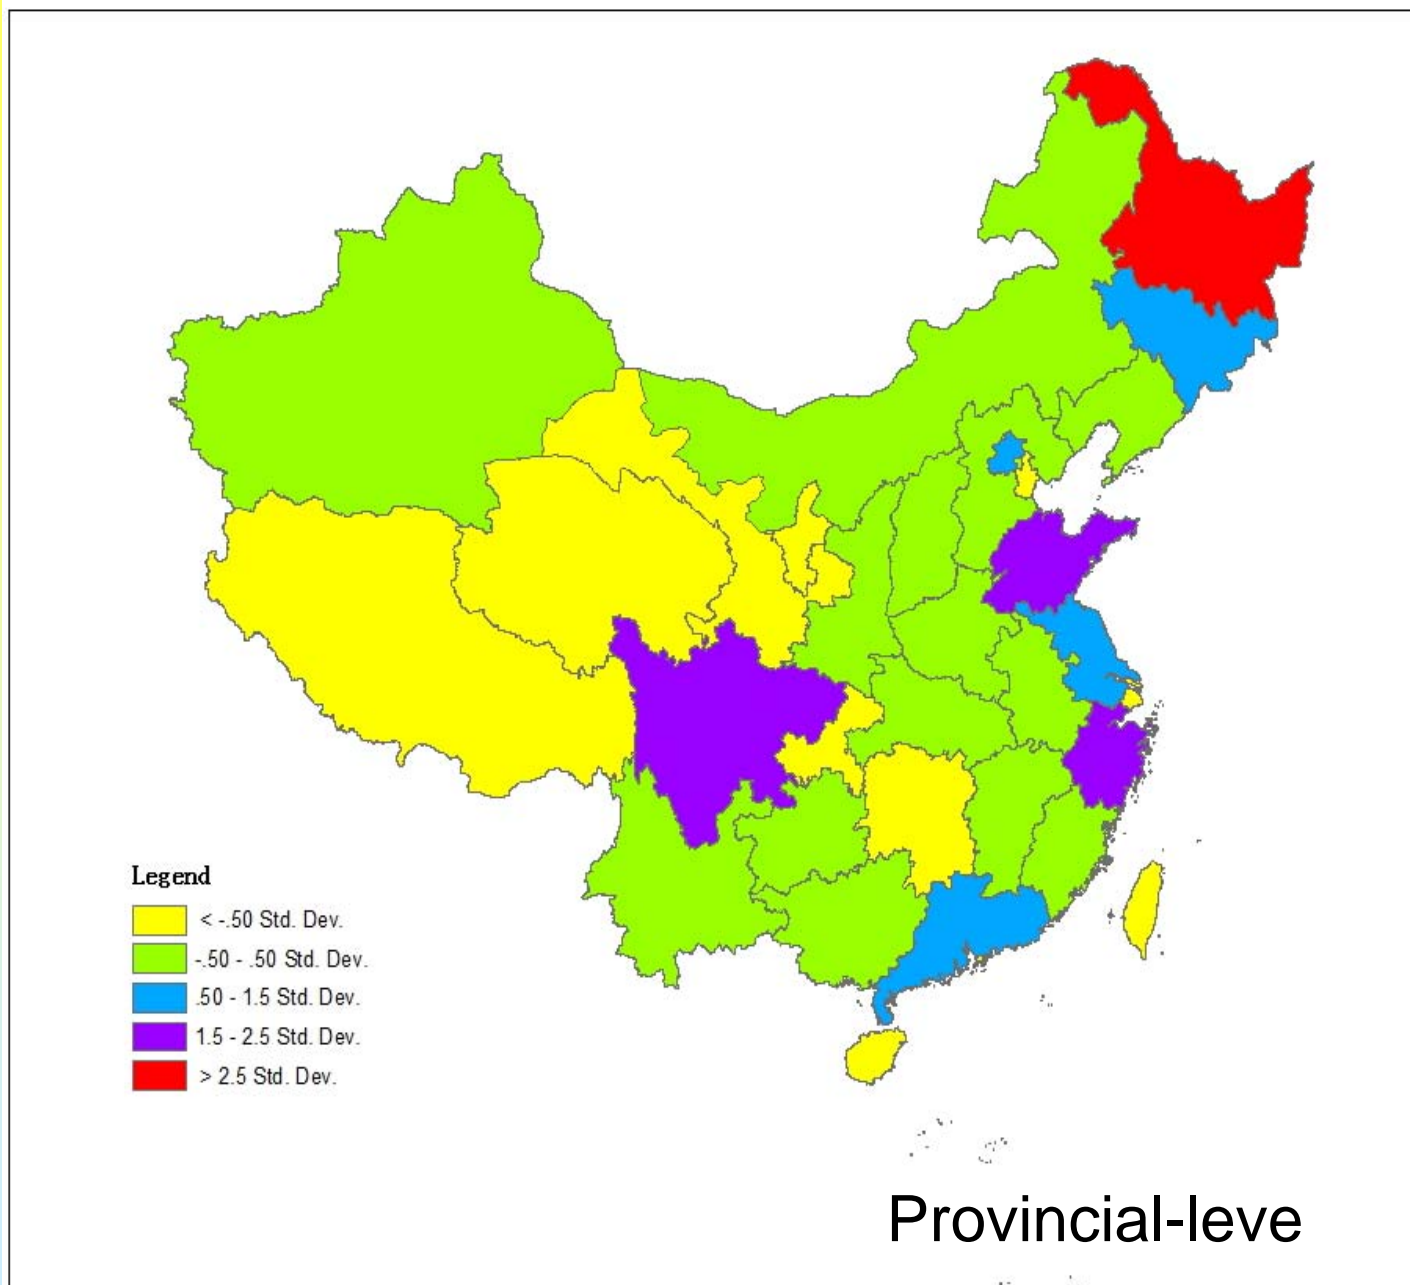 Legend
< -.50 Std. Dev.
-.50 - .50 Std. Dev.
.50 - 1.5 Std. Dev.
1.5 - 2.5 Std. Dev.
> 2.5 Std. Dev.
Provincial-leve